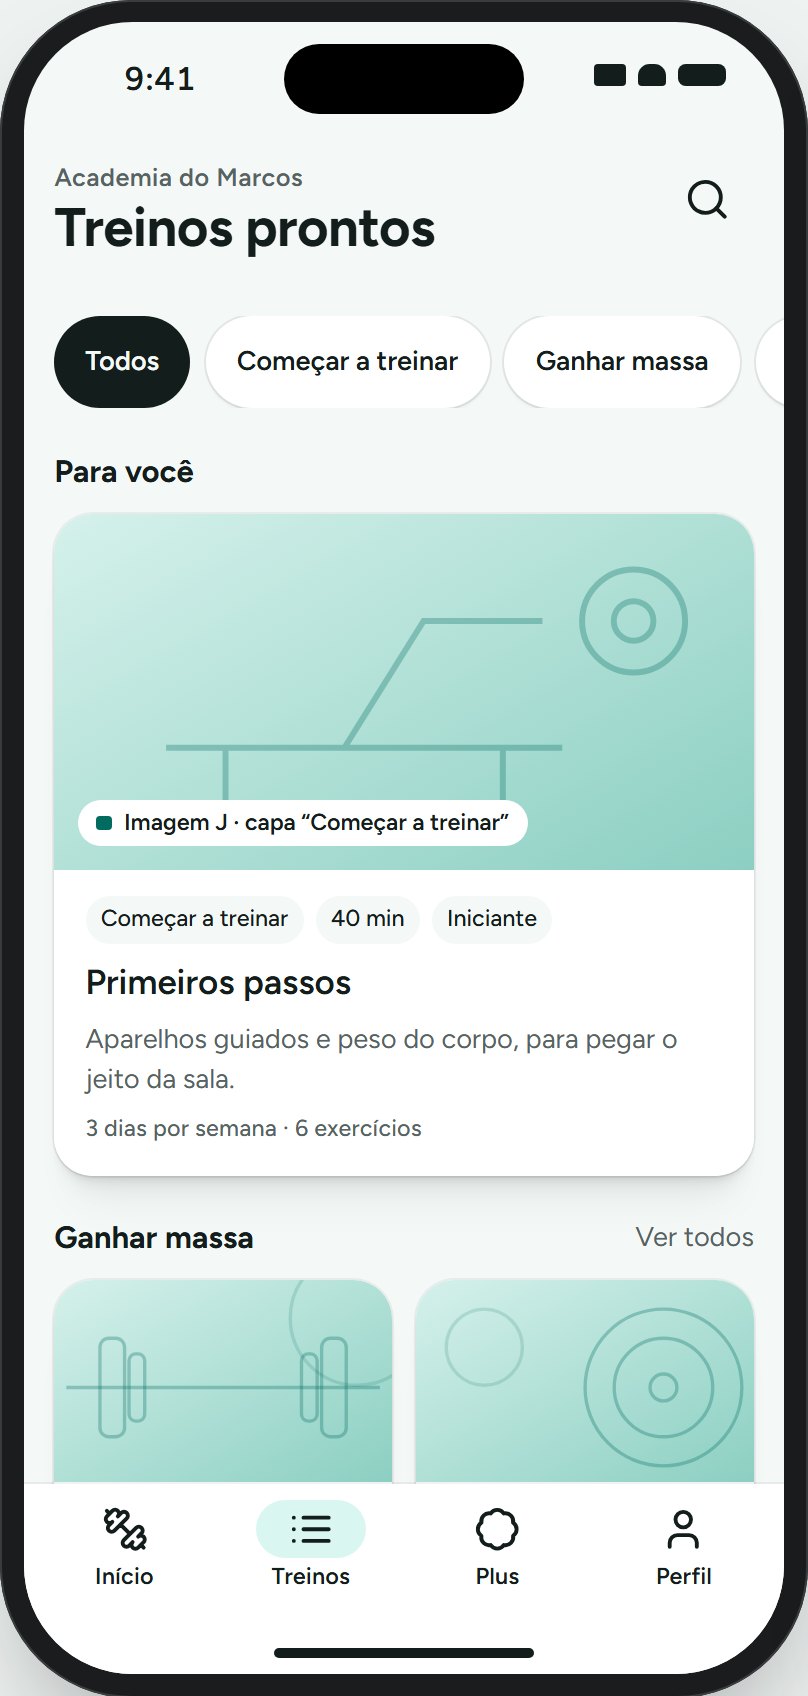 9:41
Academia do Marcos
Treinos prontos
Todos
Começar a treinar
Ganhar massa
Para você
Imagem J · capa “Começar a treinar”
Começar a treinar
40 min
Iniciante
Primeiros passos
Aparelhos guiados e peso do corpo, para pegar o
jeito da sala.
3 dias por semana · 6 exercícios
Ganhar massa
Ver todos
Início
Treinos
Plus
Perfil